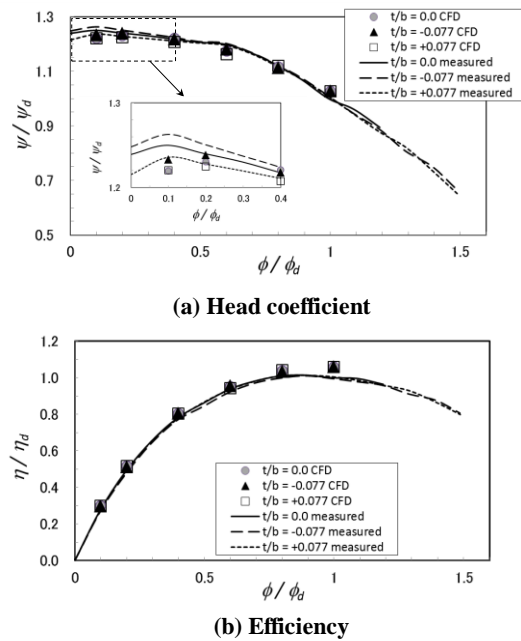 1.3
1.1
0.9
0.7
0.5
ψ / ψd
0 0.5 1.0 1.5
ϕ / ϕd
t/b = 0.0 CFD
t/b = -0.077 CFD
t/b = +0.077 CFD
t/b = 0.0 measured
t/b = -0.077 measured
t/b = +0.077 measured
1.3
1.2
ψ / ψd
0 0.1 0.2 0.3 0.4
ϕ / ϕd
(a) Head coefficient
1.2
1.0
0.8
0.6
0.4
0.2
0.0
η / ηd
0 0.5 1.0 1.5
ϕ / ϕd
t/b = 0.0 CFD
t/b = -0.077 CFD
t/b = +0.077 CFD
t/b = 0.0 measured
t/b = -0.077 measured
t/b = +0.077 measured
(b) Efficiency